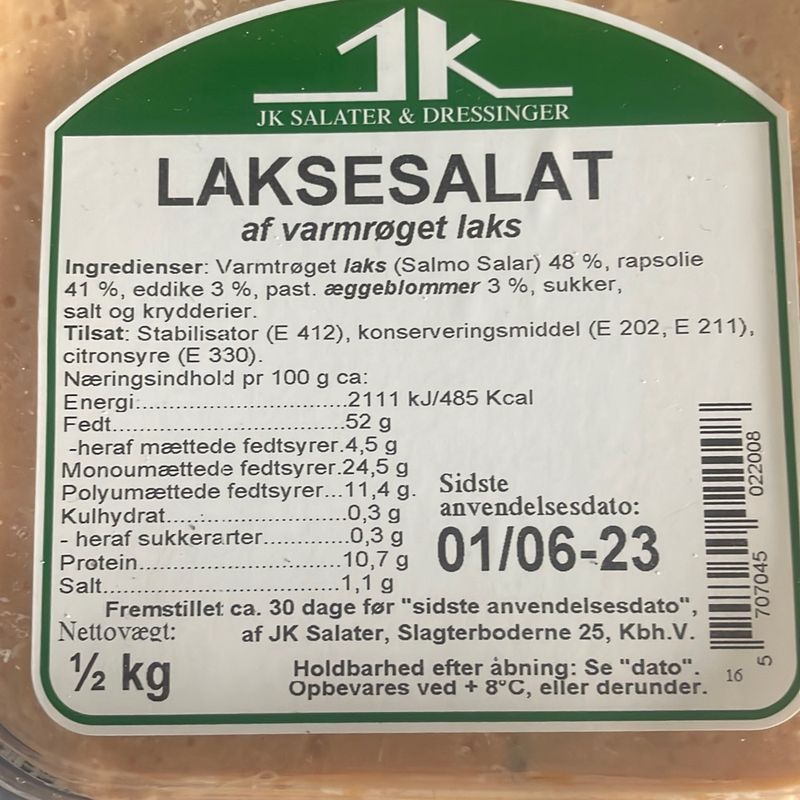 JK
JK SALATER & DRESSINGER
LAKSESALAT
af varmrøget laks
Ingredienser: Varmtrøget laks (Salmo Salar) 48 %, rapsolie
41 %, eddike 3 %, past. æggeblommer 3 %, sukker,
salt og krydderier.
Tilsat: Stabilisator (E 412), konserveringsmiddel (E 202, E 211),
citronsyre (E 330).
Næringsindhold pr 100 g ca:
Energi:..............................2111 kJ/485 Kcal
Fedt.................................52 g
-heraf mættede fedtsyrer.4,5 g
Monoumættede fedtsyrer.24,5 g
Polyumættede fedtsyrer...11,4 g.
Kulhydrat..........................0,3 g
- heraf sukkerarter............0,3 g
Protein.............................10,7 g
Salt..................................1,1 g
Sidste
anvendelsesdato:
01/06-23
Fremstillet ca. 30 dage før "sidste anvendelsesdato",
af JK Salater, Slagterboderne 25, Kbh.V.
Nettovægt:
½ kg
Holdbarhed efter åbning: Se "dato".
Opbevares ved + 8°C, eller derunder.
16
5 707045 022008